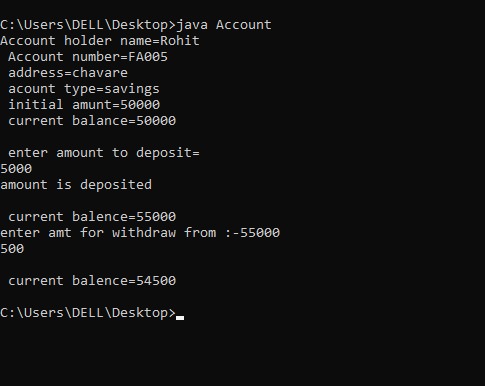 C:\Users\DELL\Desktop>java Account
Account holder name=Rohit
Account number=FA005
address=chavare
acount type=savings
initial amunt=50000
current balance=50000
enter amount to deposit=
5000
amount is deposited
current balence=55000
enter amt for withdraw from :-55000
500
current balence=54500
C:\Users\DELL\Desktop>